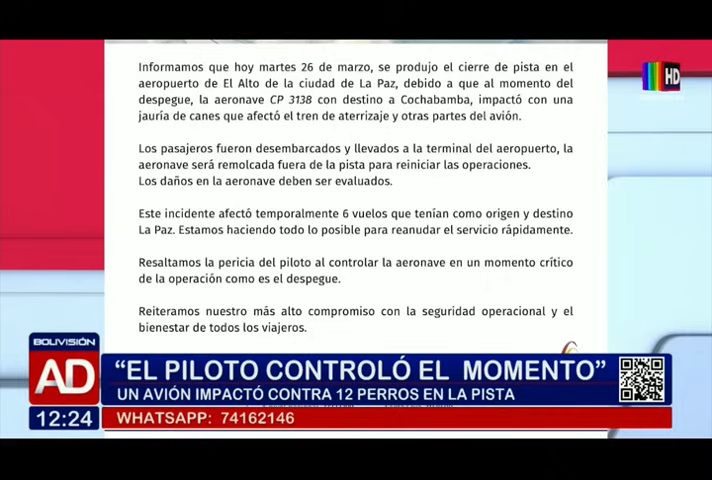 Informamos que hoy martes 26 de marzo, se produjo el cierre de pista en el
aeropuerto de El Alto de la ciudad de La Paz, debido a que al momento del
despegue, la aeronave CP 3138 con destino a Cochabamba, impactó con una
jauría de canes que afectó el tren de aterrizaje y otras partes del avión.
Los pasajeros fueron desembarcados y llevados a la terminal del aeropuerto, la
aeronave será remolcada fuera de la pista para reiniciar las operaciones.
Los daños en la aeronave deben ser evaluados.
Este incidente afectó temporalmente 6 vuelos que tenían como origen y destino
La Paz. Estamos haciendo todo lo posible para reanudar el servicio rápidamente.
Resaltamos la pericia del piloto al controlar la aeronave en un momento crítico
de la operación como es el despegue.
Reiteramos nuestro más alto compromiso con la seguridad operacional y el
bienestar de todos los viajeros.
HD
BOLIVISIÓN
AD
12:24
“EL PILOTO CONTROLÓ EL MOMENTO”
UN AVIÓN IMPACTÓ CONTRA 12 PERROS EN LA PISTA
WHATSAPP: 74162146